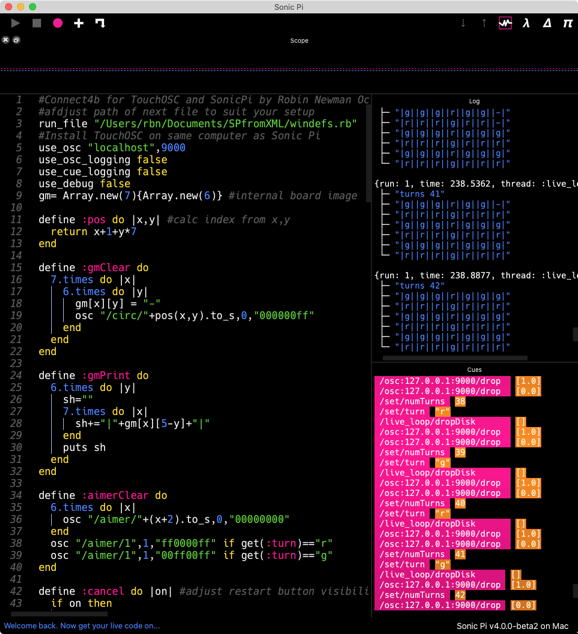 Sonic Pi
Scope
1 #Connect4b for TouchOSC and SonicPi by Robin Newman Oc
2 #afdjust path of next file to suit your setup
3 run_file "/Users/rbn/Documents/SPfromXML/windefs.rb"
4 #Install TouchOSC on same computer as Sonic Pi
5 use_osc "localhost",9000
6 use_osc_logging false
7 use_cue_logging false
8 use_debug false
9 gm= Array.new(7){Array.new(6)} #internal board image
10
11 define :pos do |x,y| #calc index from x,y
12 return x+1+y*7
13 end
14
15 define :gmClear do
16 7.times do |x|
17 6.times do |y|
18 gm[x][y] = "-"
19 osc "/circ/"+pos(x,y).to_s,0,"000000ff"
20 end
21 end
22 end
23
24 define :gmPrint do
25 6.times do |y|
26 sh=""
27 7.times do |x|
28 sh+="|"+gm[x][5-y]+"|"
29 end
30 puts sh
31 end
32 end
33
34 define :aimerClear do
35 6.times do |x|
36 osc "/aimer/"+(x+2).to_s,0,"00000000"
37 end
38 osc "/aimer/1",1,"ff0000ff" if get(:turn)=="r"
39 osc "/aimer/1",1,"00ff00ff" if get(:turn)=="g"
40 end
41
42 define :cancel do |on| #adjust restart button visibili
43 if on then
Log
{run: 1, time: 238.5362, thread: :live_lo
"turns 41"
{run: 1, time: 238.8877, thread: :live_lo
"turns 42"
Cues
/osc:127.0.0.1:9000/drop [1.0]
/osc:127.0.0.1:9000/drop [0.0]
/set/numTurns 38
/set/turn "r"
/live_loop/dropDisk []
/osc:127.0.0.1:9000/drop [1.0]
/osc:127.0.0.1:9000/drop [0.0]
/set/numTurns 39
/set/turn "g"
/live_loop/dropDisk []
/osc:127.0.0.1:9000/drop [1.0]
/osc:127.0.0.1:9000/drop [0.0]
/set/numTurns 40
/set/turn "r"
/live_loop/dropDisk []
/osc:127.0.0.1:9000/drop [1.0]
/osc:127.0.0.1:9000/drop [0.0]
/set/numTurns 41
/set/turn "g"
/live_loop/dropDisk []
/osc:127.0.0.1:9000/drop [1.0]
/set/numTurns 42
/osc:127.0.0.1:9000/drop [0.0]
Welcome back. Now get your live code on...
Sonic Pi v4.0.0-beta2 on Mac